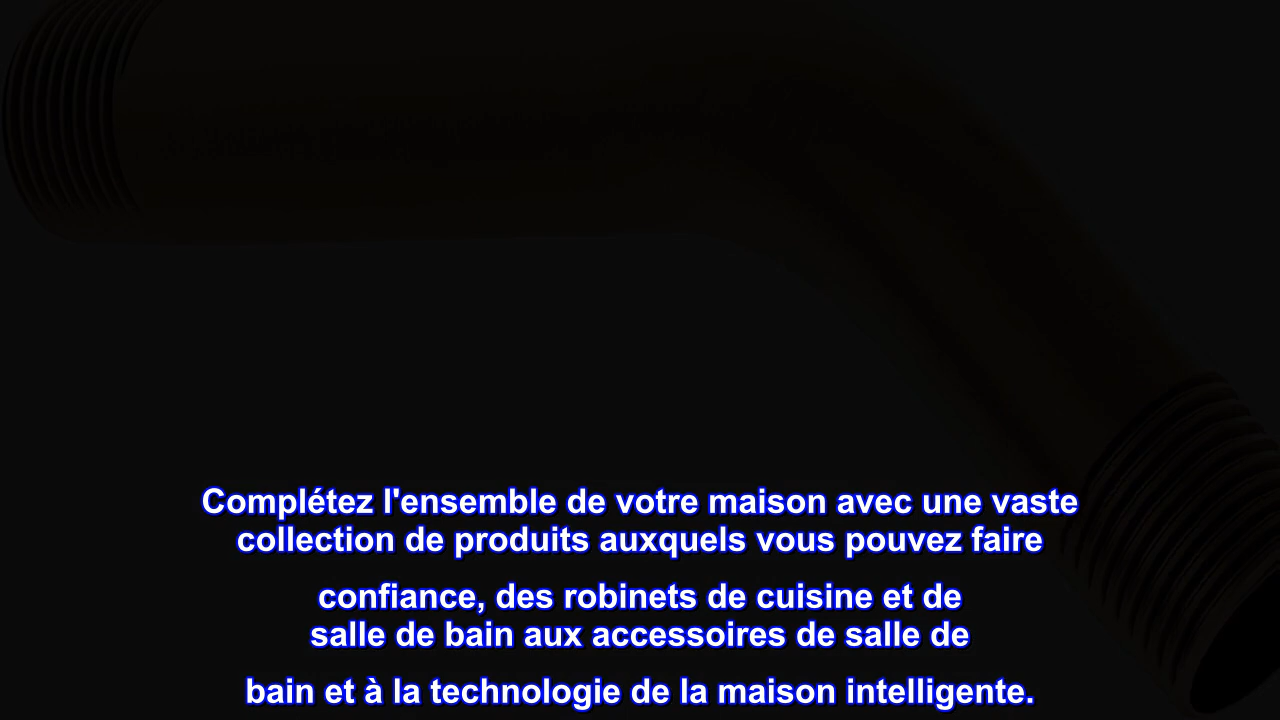 Complétez l'ensemble de votre maison avec une vaste
collection de produits auxquels vous pouvez faire
confiance, des robinets de cuisine et de
salle de bain aux accessoires de salle de
bain et à la technologie de la maison intelligente.